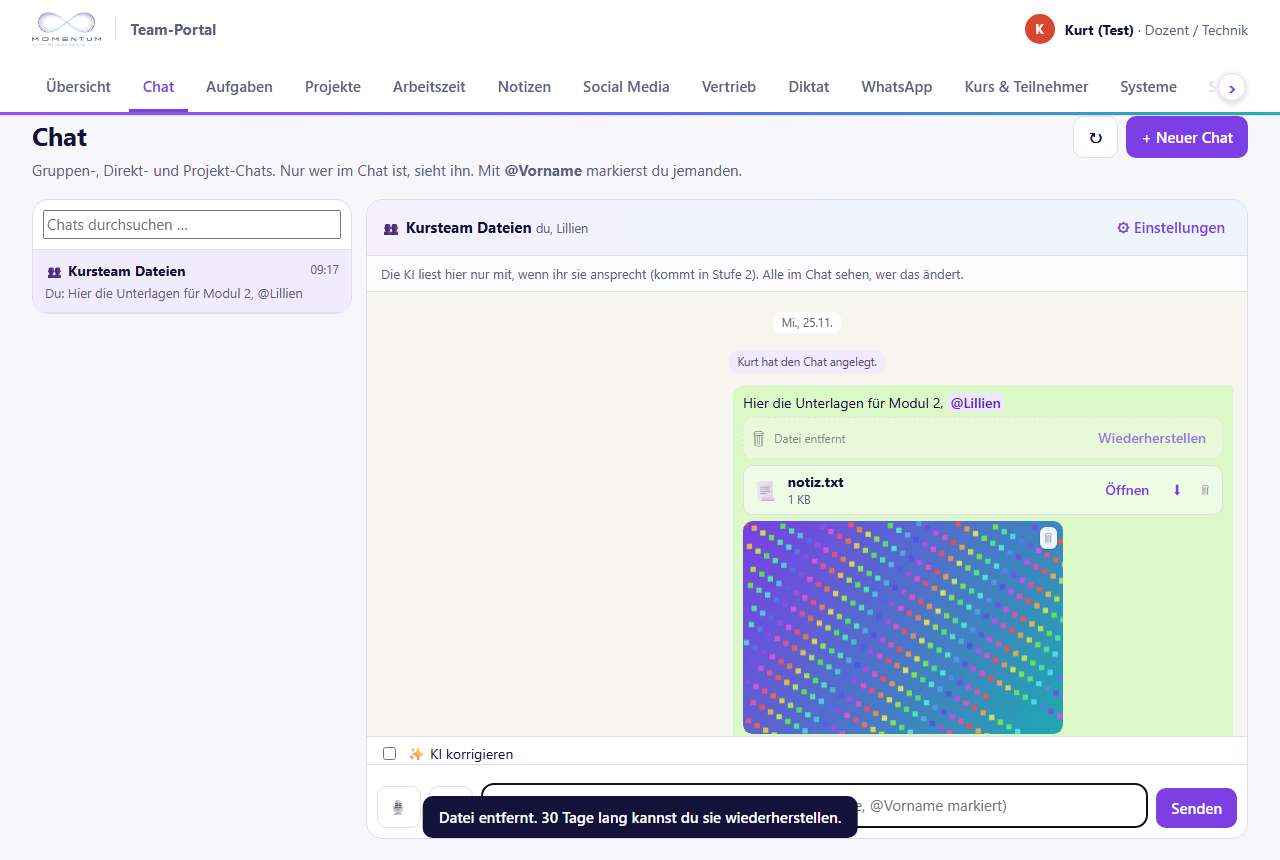 MOMENTUM
Team-Portal
K
Kurt (Test) · Dozent / Technik
Übersicht
Chat
Aufgaben
Projekte
Arbeitszeit
Notizen
Social Media
Vertrieb
Diktat
WhatsApp
Kurs & Teilnehmer
Systeme
Chat
+ Neuer Chat
Gruppen-, Direkt- und Projekt-Chats. Nur wer im Chat ist, sieht ihn. Mit @Vorname markierst du jemanden.
Chats durchsuchen ...
Kursteam Dateien 09:17
Du: Hier die Unterlagen für Modul 2, @Lillien
Kursteam Dateien du, Lillien
Einstellungen
Die KI liest hier nur mit, wenn ihr sie ansprecht (kommt in Stufe 2). Alle im Chat sehen, wer das ändert.
Mi., 25.11.
Kurt hat den Chat angelegt.
Hier die Unterlagen für Modul 2, @Lillien
Datei entfernt Wiederherstellen
notiz.txt
1 KB
Öffnen
KI korrigieren
, @Vorname markiert)
Senden
Datei entfernt. 30 Tage lang kannst du sie wiederherstellen.